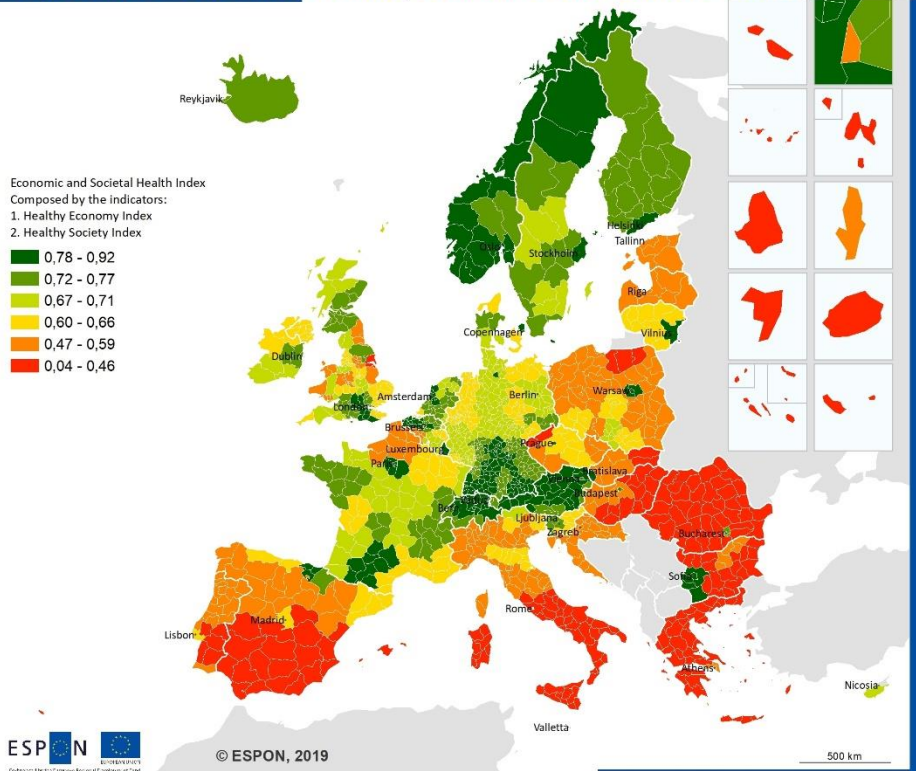 Reykjavik
Economic and Societal Health Index
Composed by the indicators:
1. Healthy Economy Index
2. Healthy Society Index
0,78 - 0,92
0,72 - 0,77
0,67 - 0,71
0,60 - 0,66
0,47 - 0,59
0,04 - 0,46
Oslo
Helsinki
Tallinn
Stockholm
Riga
Copenhagen
Vilnius
Dublin
London
Amsterdam
Berlin
Warsaw
Brussels
Prague
Luxembourg
Paris
Bratislava
Vienna
Budapest
Bern
Ljubljana
Zagreb
Bucharest
Sofia
Madrid
Rome
Lisbon
Athens
Nicosia
Valletta
ESPON
EUROPEAN UNION
© ESPON, 2019
500 km